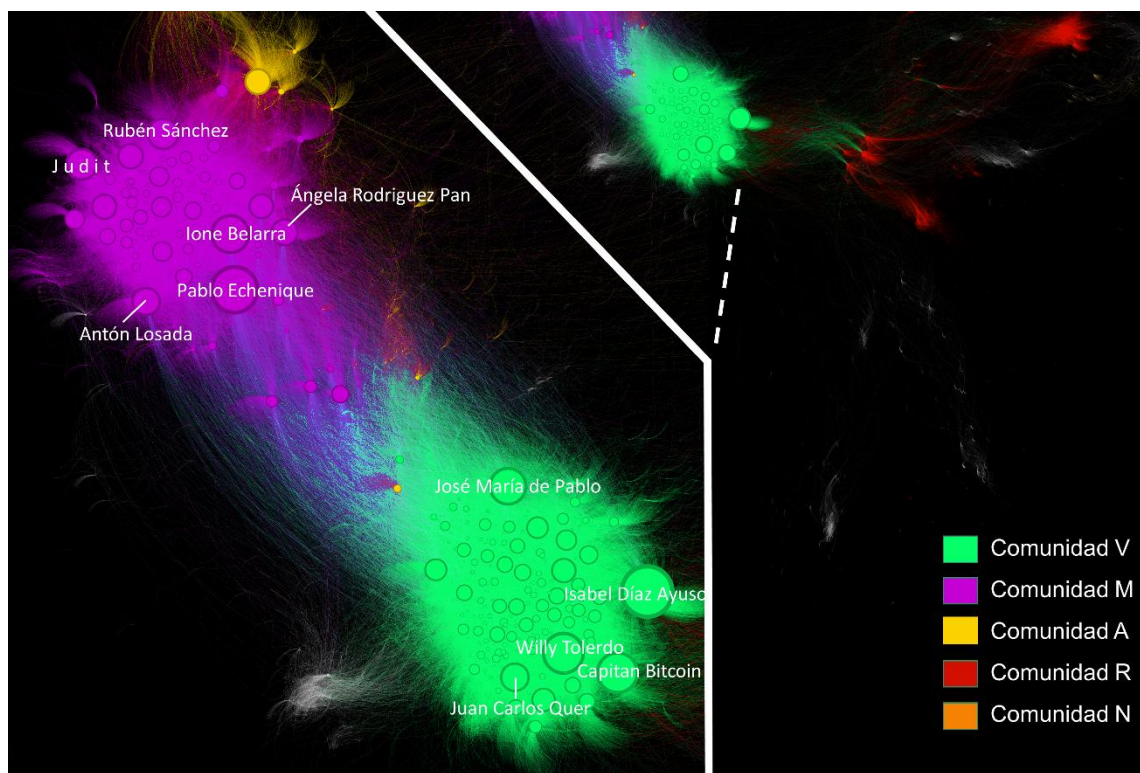 Rubén Sánchez
Judit
Ángela Rodriguez Pan
Ione Belarra
Pablo Echenique
Antón Losada
José María de Pablo
Isabel Díaz Ayuso
Willy Tolerdo
Capitan Bitcoin
Juan Carlos Quer
Comunidad V
Comunidad M
Comunidad A
Comunidad R
Comunidad N